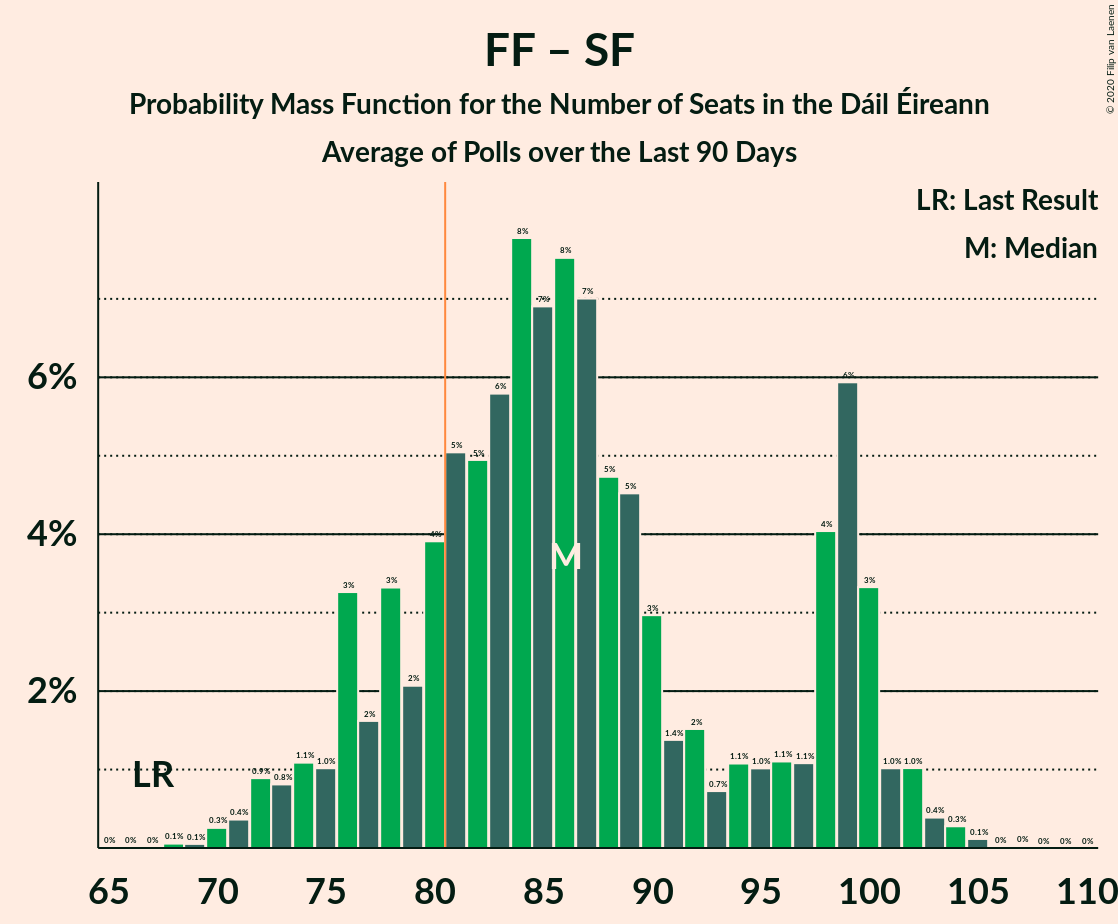 FF – SF
Probability Mass Function for the Number of Seats in the Dáil Éireann
Average of Polls over the Last 90 Days
© 2020 Filip van Laenen
LR: Last Result
M: Median
6%
4%
2%
0% 0% 0% 0.1% 0.1% 0.3% 0.4% 0.9% 0.8% 1.1% 1.0% 3% 2% 3% 2% 4% 5% 5% 6% 8% 7% 8% 7% 5% 5% 3% 1.4% 2% 0.7% 1.1% 1.0% 1.1% 1.1% 4% 6% 3% 1.0% 1.0% 0.4% 0.3% 0.1% 0% 0% 0% 0% 0%
M
LR
65 70 75 80 85 90 95 100 105 110